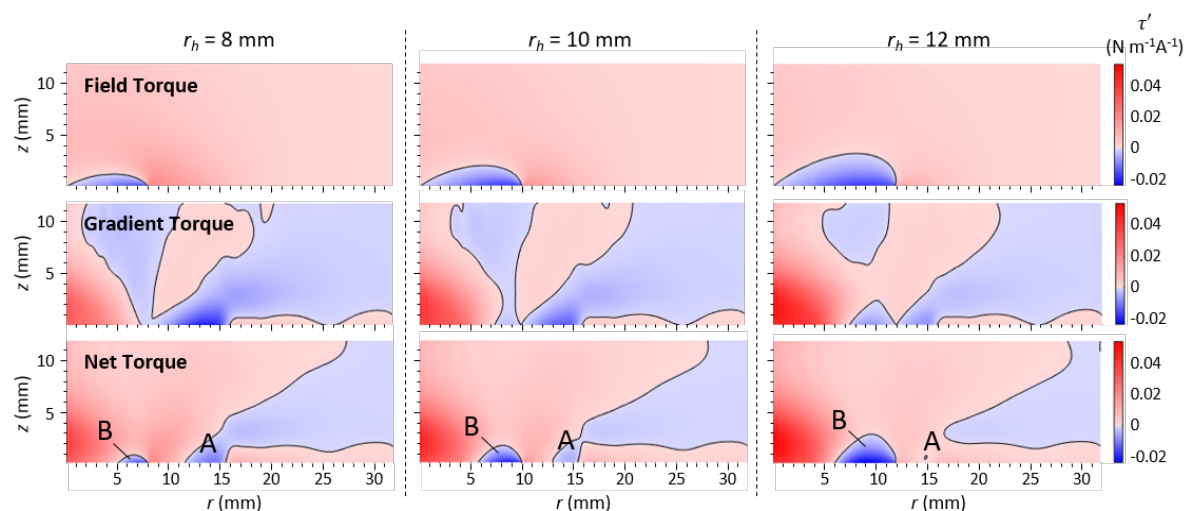 r_h = 8 mm
r_h = 10 mm
r_h = 12 mm
τ′
(N m⁻¹A⁻¹)
Field Torque
z (mm)
10
5
0.04
0.02
0
-0.02
Gradient Torque
z (mm)
10
5
0.04
0.02
0
-0.02
Net Torque
z (mm)
10
5
B
A
B
A
B
A
0.04
0.02
0
-0.02
5 10 15 20 25 30
5 10 15 20 25 30
5 10 15 20 25 30
r (mm)
r (mm)
r (mm)